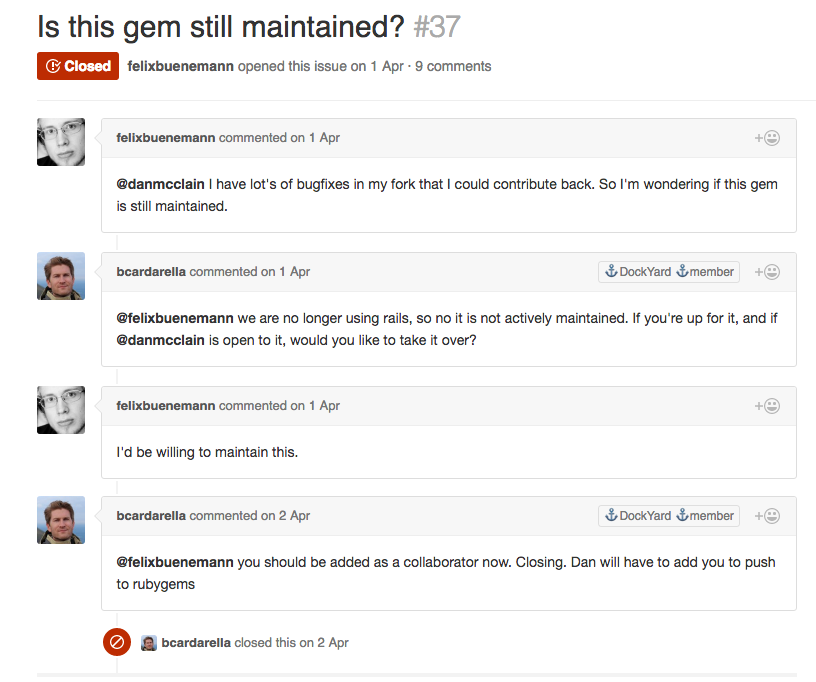 Is this gem still maintained? #37
Closed felixbuenemann opened this issue on 1 Apr · 9 comments
felixbuenemann commented on 1 Apr
@danmcclain I have lot's of bugfixes in my fork that I could contribute back. So I'm wondering if this gem
is still maintained.
bcardarella commented on 1 Apr DockYard member
@felixbuenemann we are no longer using rails, so no it is not actively maintained. If you're up for it, and if
@danmcclain is open to it, would you like to take it over?
felixbuenemann commented on 1 Apr
I'd be willing to maintain this.
bcardarella commented on 2 Apr DockYard member
@felixbuenemann you should be added as a collaborator now. Closing. Dan will have to add you to push
to rubygems
bcardarella closed this on 2 Apr